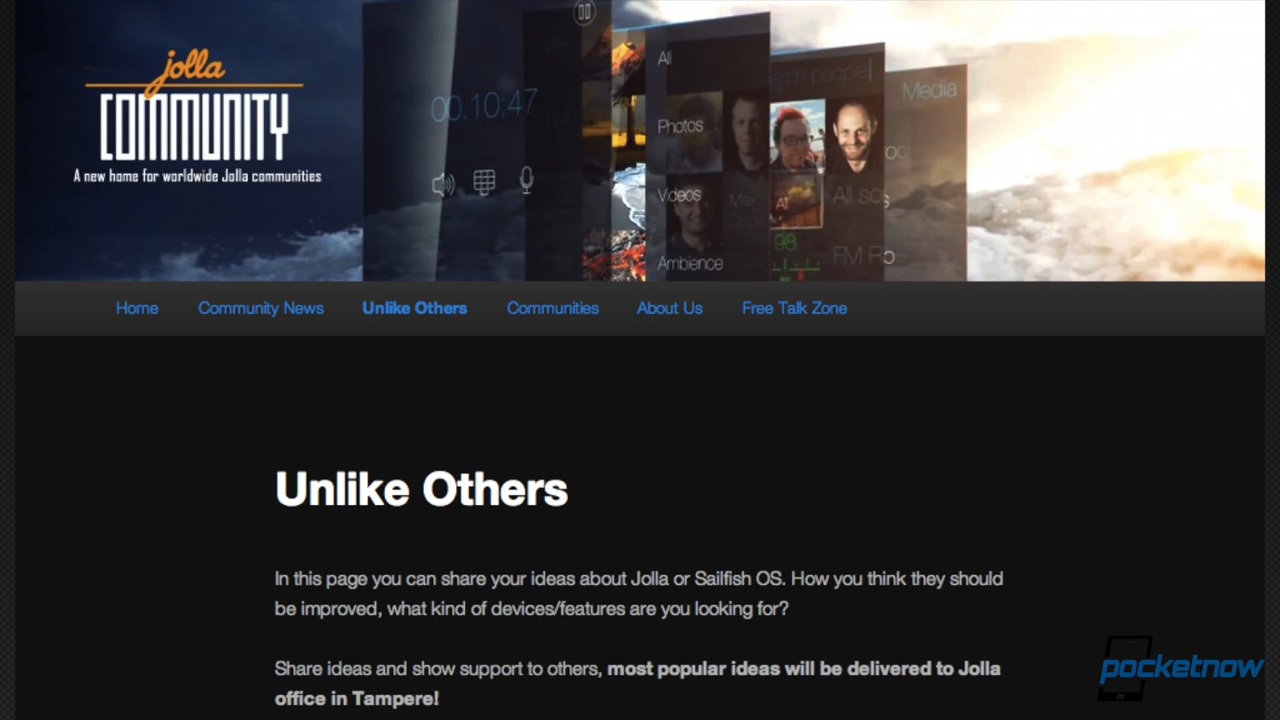 jolla
COMMUNITY
A new home for worldwide Jolla communities
00.10:47
All
Photos
Videos
Ambience
people
All
98
Media
Home
Community News
Unlike Others
Communities
About Us
Free Talk Zone
Unlike Others
In this page you can share your ideas about Jolla or Sailfish OS. How you think they should
be improved, what kind of devices/features are you looking for?
Share ideas and show support to others, most popular ideas will be delivered to Jolla
office in Tampere!
pocketnow